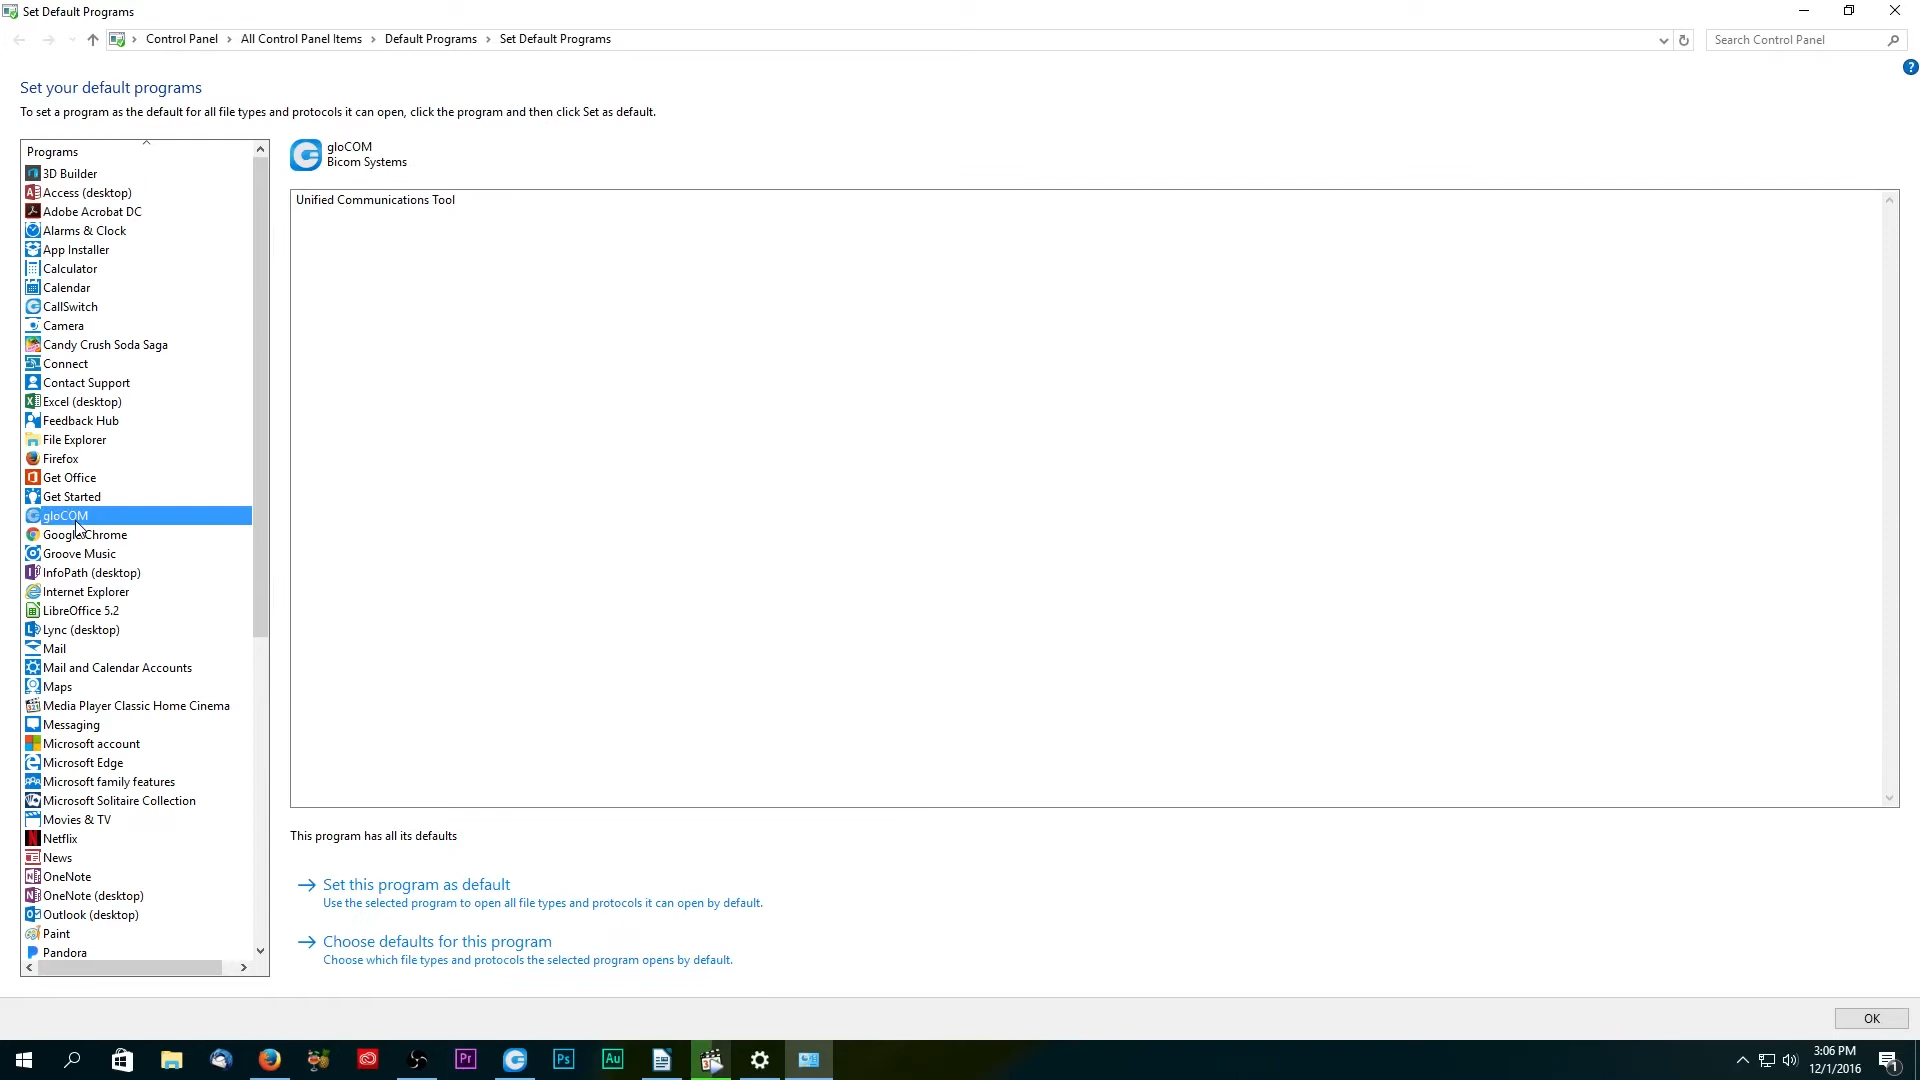 Set Default Programs
Control Panel > All Control Panel Items > Default Programs > Set Default Programs
Search Control Panel
?
Set your default programs
To set a program as the default for all file types and protocols it can open, click the program and then click Set as default.
Programs
3D Builder
Access (desktop)
Adobe Acrobat DC
Alarms & Clock
App Installer
Calculator
Calendar
CallSwitch
Camera
Candy Crush Soda Saga
Connect
Contact Support
Excel (desktop)
Feedback Hub
File Explorer
Firefox
Get Office
Get Started
gloCOM
Google Chrome
Groove Music
InfoPath (desktop)
Internet Explorer
LibreOffice 5.2
Lync (desktop)
Mail
Mail and Calendar Accounts
Maps
Media Player Classic Home Cinema
Messaging
Microsoft account
Microsoft Edge
Microsoft family features
Microsoft Solitaire Collection
Movies & TV
Netflix
News
OneNote
OneNote (desktop)
Outlook (desktop)
Paint
Pandora
gloCOM
Bicom Systems
Unified Communications Tool
This program has all its defaults
Set this program as default
Use the selected program to open all file types and protocols it can open by default.
Choose defaults for this program
Choose which file types and protocols the selected program opens by default.
OK
Pr
Ps
Au
3:06 PM
12/1/2016
1